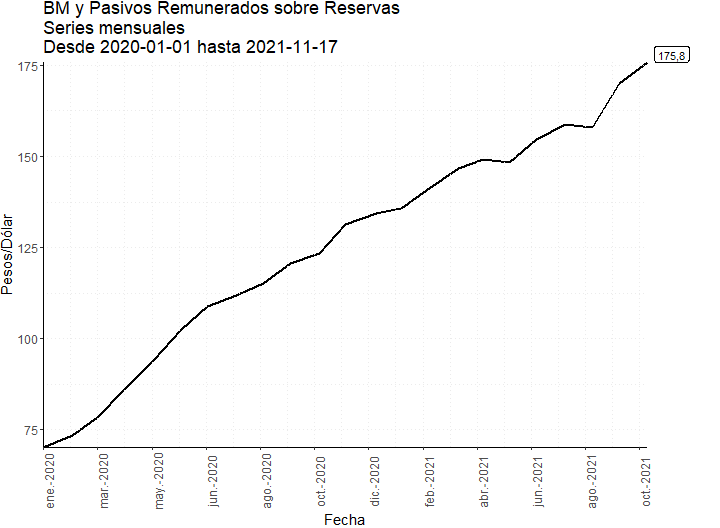 BM y Pasivos Remunerados sobre Reservas
Series mensuales
Desde 2020-01-01 hasta 2021-11-17
175,8
175
150
125
100
75
Pesos/Dólar
ene.-2020
mar.-2020
may.-2020
jun.-2020
ago.-2020
oct.-2020
dic.-2020
feb.-2021
abr.-2021
jun.-2021
ago.-2021
oct.-2021
Fecha